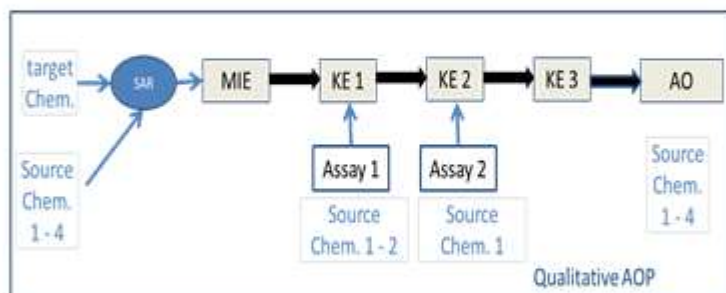 target
Chem.
SAR
MIE
KE 1
KE 2
KE 3
AO
Source
Chem.
1 - 4
Assay 1
Assay 2
Source
Chem. 1 - 2
Source
Chem. 1
Source
Chem.
1 - 4
Qualitative AOP